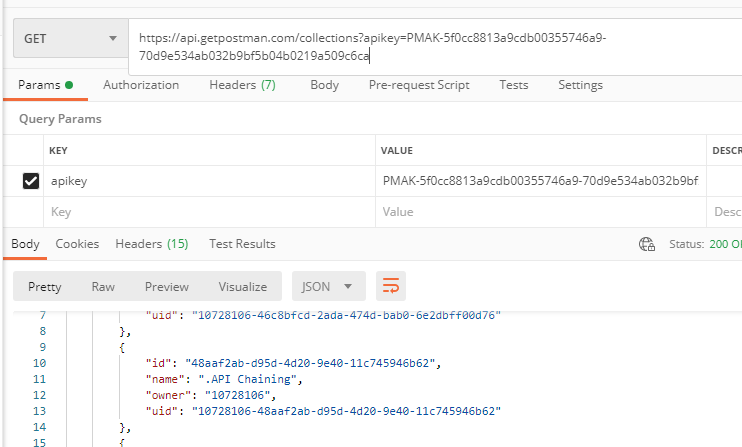 GET
https://api.getpostman.com/collections?apikey=PMAK-5f0cc8813a9cdb00355746a9-
70d9e534ab032b9bf5b04b0219a509c6ca
Params Authorization Headers (7) Body Pre-request Script Tests Settings
Query Params
KEY VALUE DESCR
apikey PMAK-5f0cc8813a9cdb00355746a9-70d9e534ab032b9bf
Key Value Desc
Body Cookies Headers (15) Test Results Status: 200 OK
Pretty Raw Preview Visualize JSON
7 "uid": "10728106-46c8bfcd-2ada-474d-bab0-6e2dbff00d76"
8 },
9 {
10 "id": "48aaf2ab-d95d-4d20-9e40-11c745946b62",
11 "name": ".API Chaining",
12 "owner": "10728106",
13 "uid": "10728106-48aaf2ab-d95d-4d20-9e40-11c745946b62"
14 },
15 {